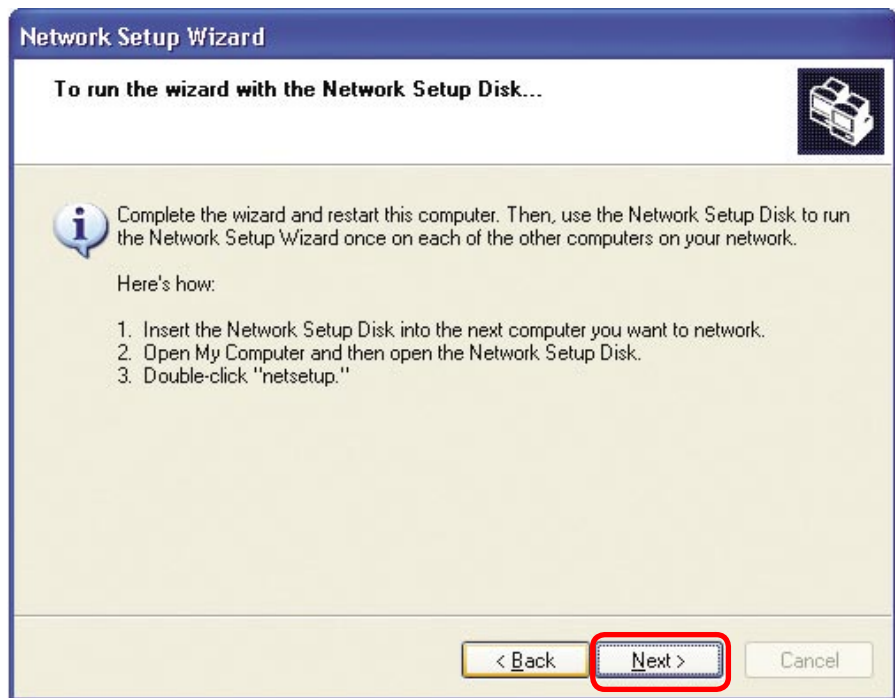 Network Setup Wizard
To run the wizard with the Network Setup Disk...
Complete the wizard and restart this computer. Then, use the Network Setup Disk to run
the Network Setup Wizard once on each of the other computers on your network.
Here's how:
1. Insert the Network Setup Disk into the next computer you want to network.
2. Open My Computer and then open the Network Setup Disk.
3. Double-click "netsetup."
< Back
Next >
Cancel